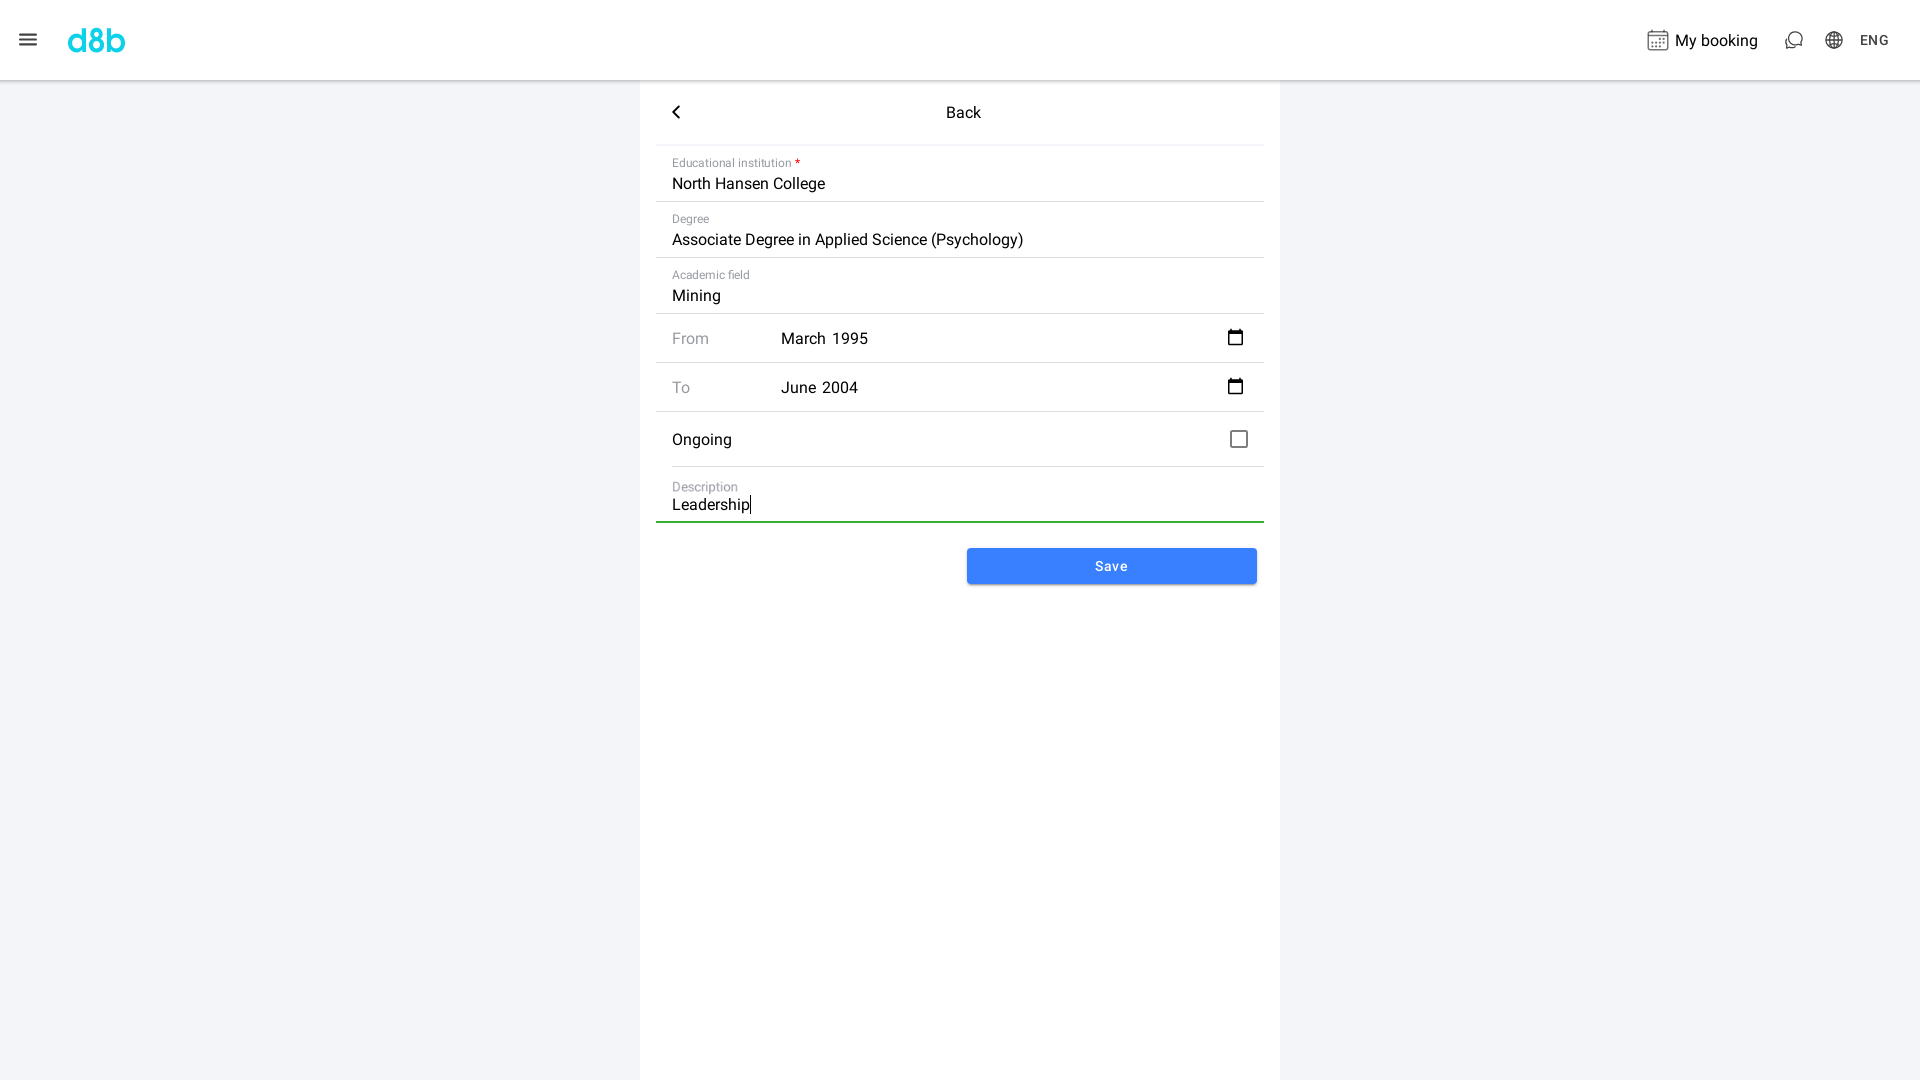 d8b
My booking
ENG
Back
Educational institution *
North Hansen College
Degree
Associate Degree in Applied Science (Psychology)
Academic field
Mining
From March 1995
To June 2004
Ongoing
Description
Leadership
Save